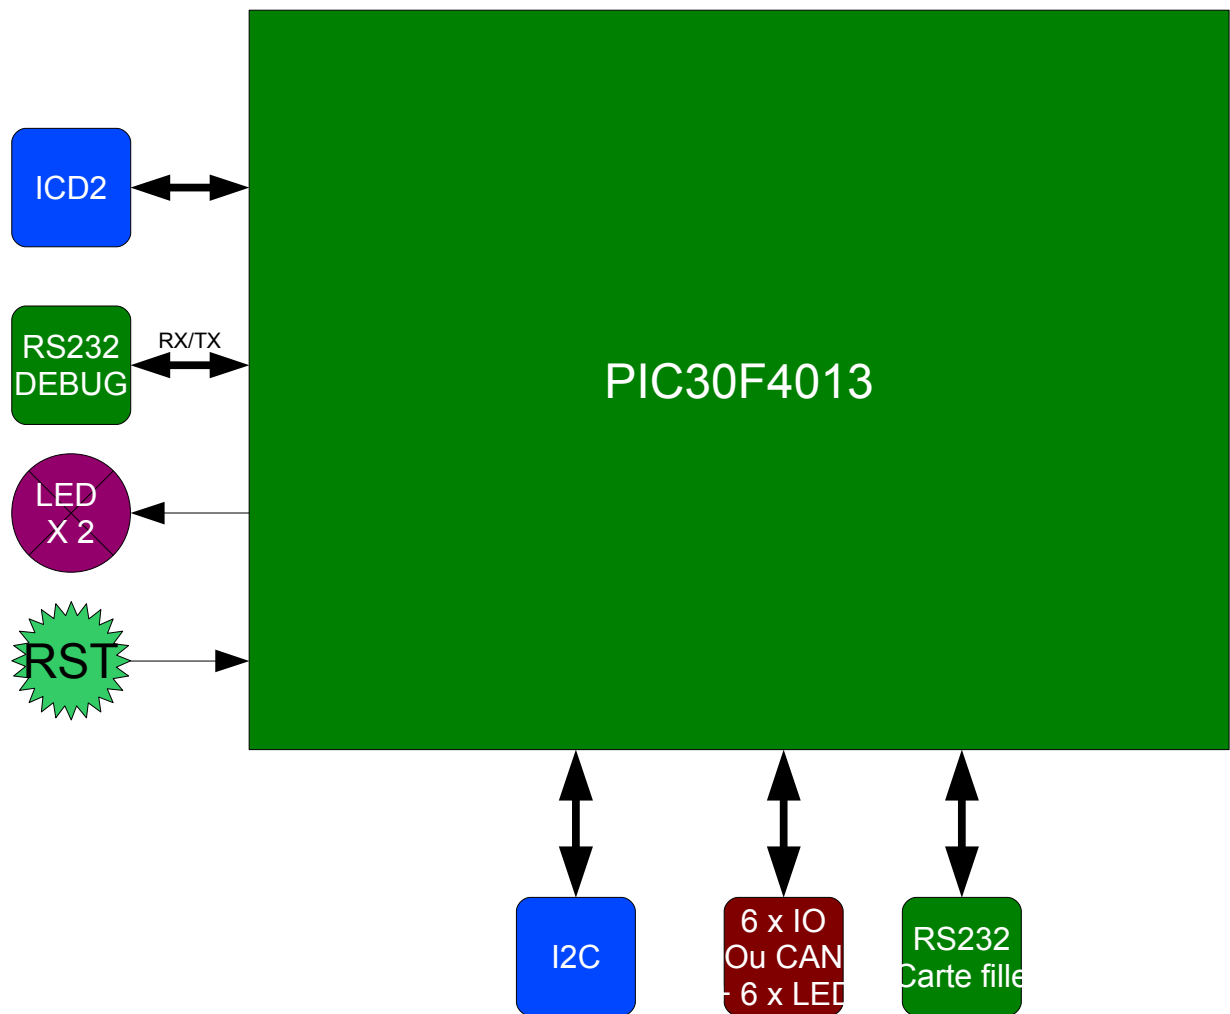 ICD2
RS232
DEBUG
RX/TX
PIC30F4013
LED
X 2
RST
I2C
6 x IO
Ou CAN
+ 6 x LED
RS232
Carte fille